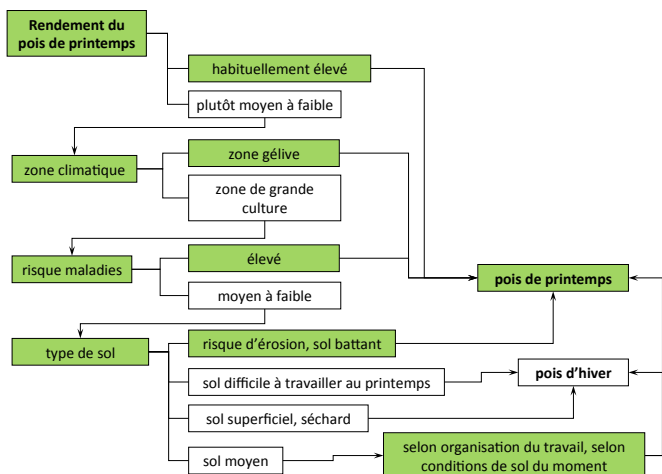 Rendement du
pois de printemps
habituellement élevé
plutôt moyen à faible
zone climatique
zone gélive
zone de grande
culture
risque maladies
élevé
moyen à faible
pois de printemps
type de sol
risque d'érosion, sol battant
sol difficile à travailler au printemps
pois d'hiver
sol superficiel, séchard
sol moyen
selon organisation du travail, selon
conditions de sol du moment